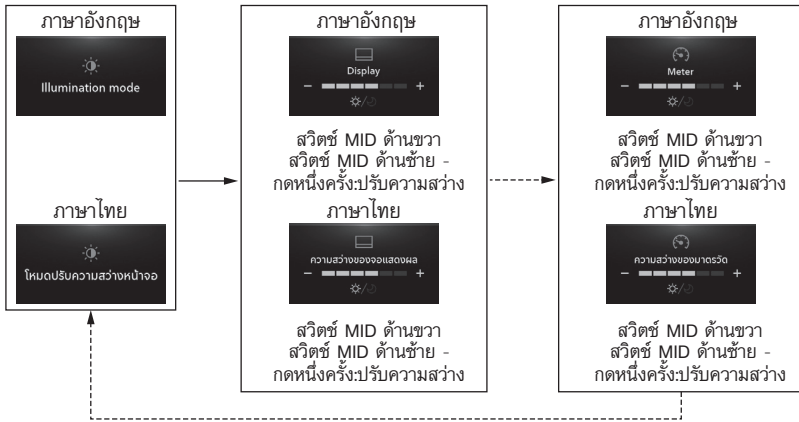 ภาษาอังกฤษ
Illumination mode
ภาษาไทย
โหมดปรับความสว่างหน้าจอ
ภาษาอังกฤษ
Display
- +
สวิตช์ MID ด้านขวา
สวิตช์ MID ด้านซ้าย -
กดหนึ่งครั้ง:ปรับความสว่าง
ภาษาไทย
ความสว่างของจอแสดงผล
- +
สวิตช์ MID ด้านขวา
สวิตช์ MID ด้านซ้าย -
กดหนึ่งครั้ง:ปรับความสว่าง
ภาษาอังกฤษ
Meter
- +
สวิตช์ MID ด้านขวา
สวิตช์ MID ด้านซ้าย -
กดหนึ่งครั้ง:ปรับความสว่าง
ภาษาไทย
ความสว่างของมาตรวัด
- +
สวิตช์ MID ด้านขวา
สวิตช์ MID ด้านซ้าย -
กดหนึ่งครั้ง:ปรับความสว่าง